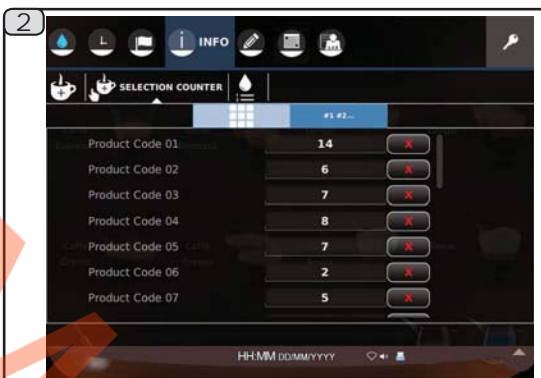 2
INFO
SELECTION COUNTER
#1 #2...
Product Code 01 14 X
Product Code 02 6 X
Product Code 03 7 X
Product Code 04 8 X
Product Code 05 7 X
Product Code 06 2 X
Product Code 07 5 X
HH:MM DD/MM/YYYY